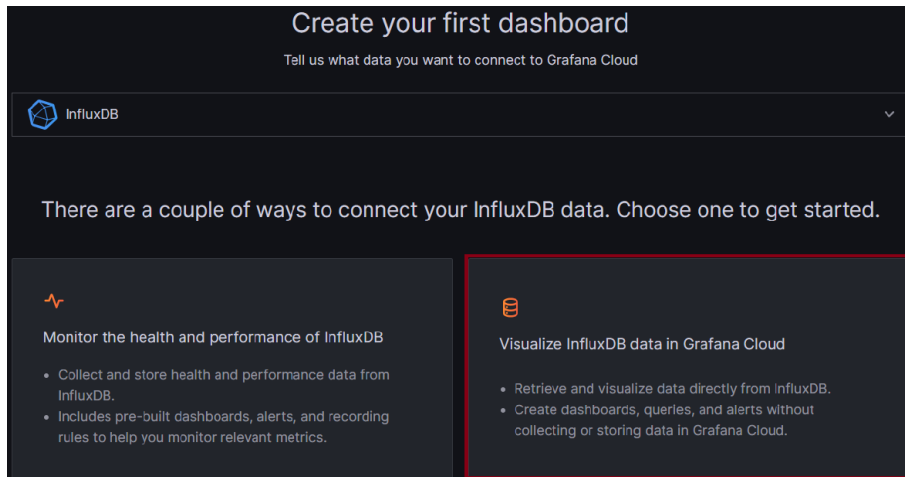 Create your first dashboard
Tell us what data you want to connect to Grafana Cloud
InfluxDB
There are a couple of ways to connect your InfluxDB data. Choose one to get started.
Monitor the health and performance of InfluxDB
• Collect and store health and performance data from
InfluxDB.
• Includes pre-built dashboards, alerts, and recording
rules to help you monitor relevant metrics.
Visualize InfluxDB data in Grafana Cloud
• Retrieve and visualize data directly from InfluxDB.
• Create dashboards, queries, and alerts without
collecting or storing data in Grafana Cloud.